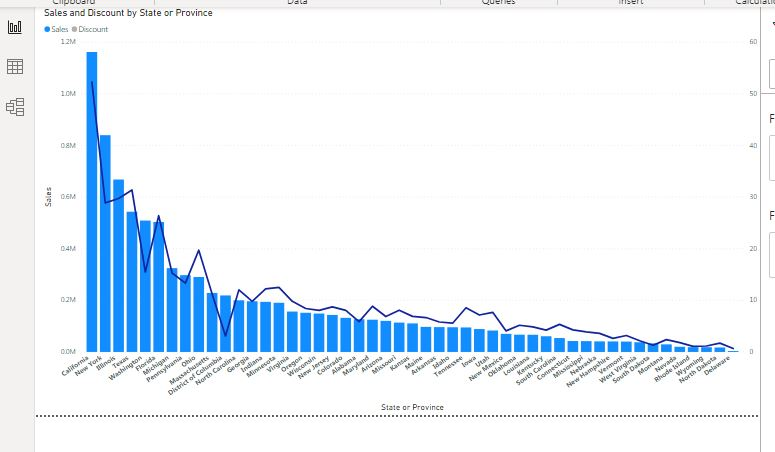 Clipboard Data Queries Insert Calculati
Sales and Discount by State or Province
Sales Discount
1.2M
1.0M
0.8M
0.6M
0.4M
0.2M
0.0M
Sales
60
50
40
30
20
10
0
California
New York
Illinois
Texas
Washington
Florida
Michigan
Pennsylvania
Ohio
Massachusetts
District of Columbia
North Carolina
Georgia
Indiana
Minnesota
Virginia
Oregon
Wisconsin
New Jersey
Colorado
Alabama
Maryland
Arizona
Missouri
Kansas
Maine
Arkansas
Idaho
Tennessee
Iowa
Utah
New Mexico
Oklahoma
Louisiana
Kentucky
South Carolina
Connecticut
Mississippi
Nebraska
New Hampshire
Vermont
West Virginia
South Dakota
Montana
Nevada
Rhode Island
Wyoming
North Dakota
Delaware
State or Province
F
F